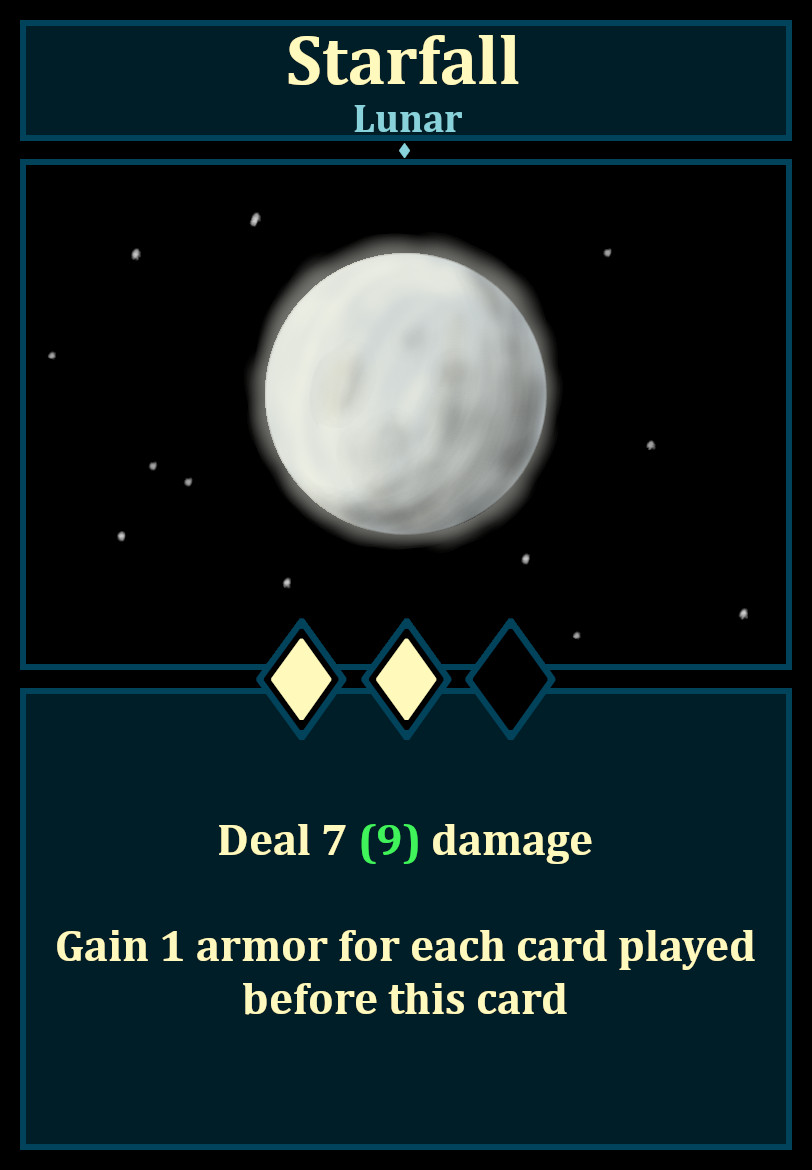 Starfall
Lunar
Deal 7 (9) damage
Gain 1 armor for each card played
before this card